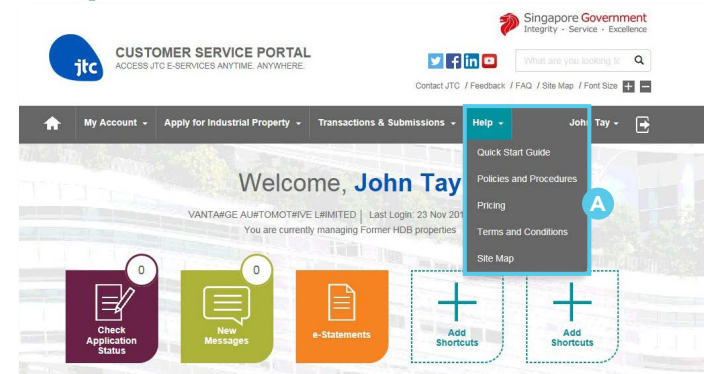 Singapore Government
Integrity · Service · Excellence
jtc
CUSTOMER SERVICE PORTAL
ACCESS JTC E-SERVICES ANYTIME. ANYWHERE.
What are you looking fo
Contact JTC / Feedback / FAQ / Site Map / Font Size + −
My Account Apply for Industrial Property Transactions & Submissions Help John Tay
Quick Start Guide
Policies and Procedures
Pricing
Terms and Conditions
Site Map
A
Welcome, John Tay
VANTA#GE AU#TOMOT#IVE L#IMITED | Last Login: 23 Nov 201
You are currently managing Former HDB properties
0
Check
Application
Status
0
New
Messages
e-Statements
Add
Shortcuts
Add
Shortcuts